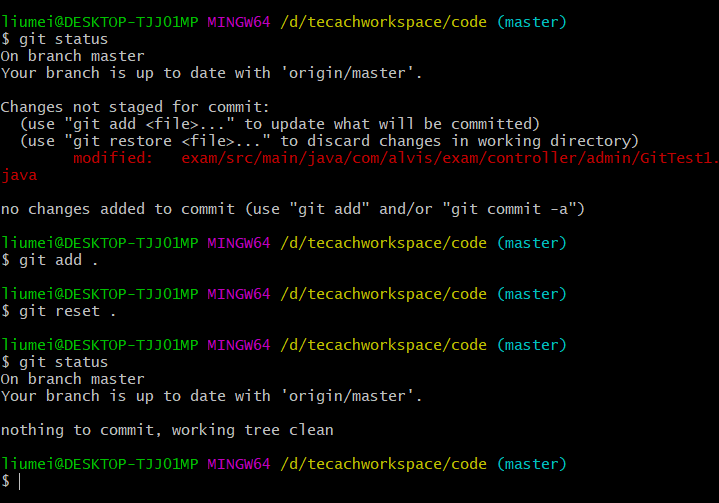 liumei@DESKTOP-TJJO1MP MINGW64 /d/tecachworkspace/code (master)
$ git status
On branch master
Your branch is up to date with 'origin/master'.
Changes not staged for commit:
  (use "git add <file>..." to update what will be committed)
  (use "git restore <file>..." to discard changes in working directory)
        modified:   exam/src/main/java/com/alvis/exam/controller/admin/GitTest1.
java
no changes added to commit (use "git add" and/or "git commit -a")
liumei@DESKTOP-TJJO1MP MINGW64 /d/tecachworkspace/code (master)
$ git add .
liumei@DESKTOP-TJJO1MP MINGW64 /d/tecachworkspace/code (master)
$ git reset .
liumei@DESKTOP-TJJO1MP MINGW64 /d/tecachworkspace/code (master)
$ git status
On branch master
Your branch is up to date with 'origin/master'.
nothing to commit, working tree clean
liumei@DESKTOP-TJJO1MP MINGW64 /d/tecachworkspace/code (master)
$